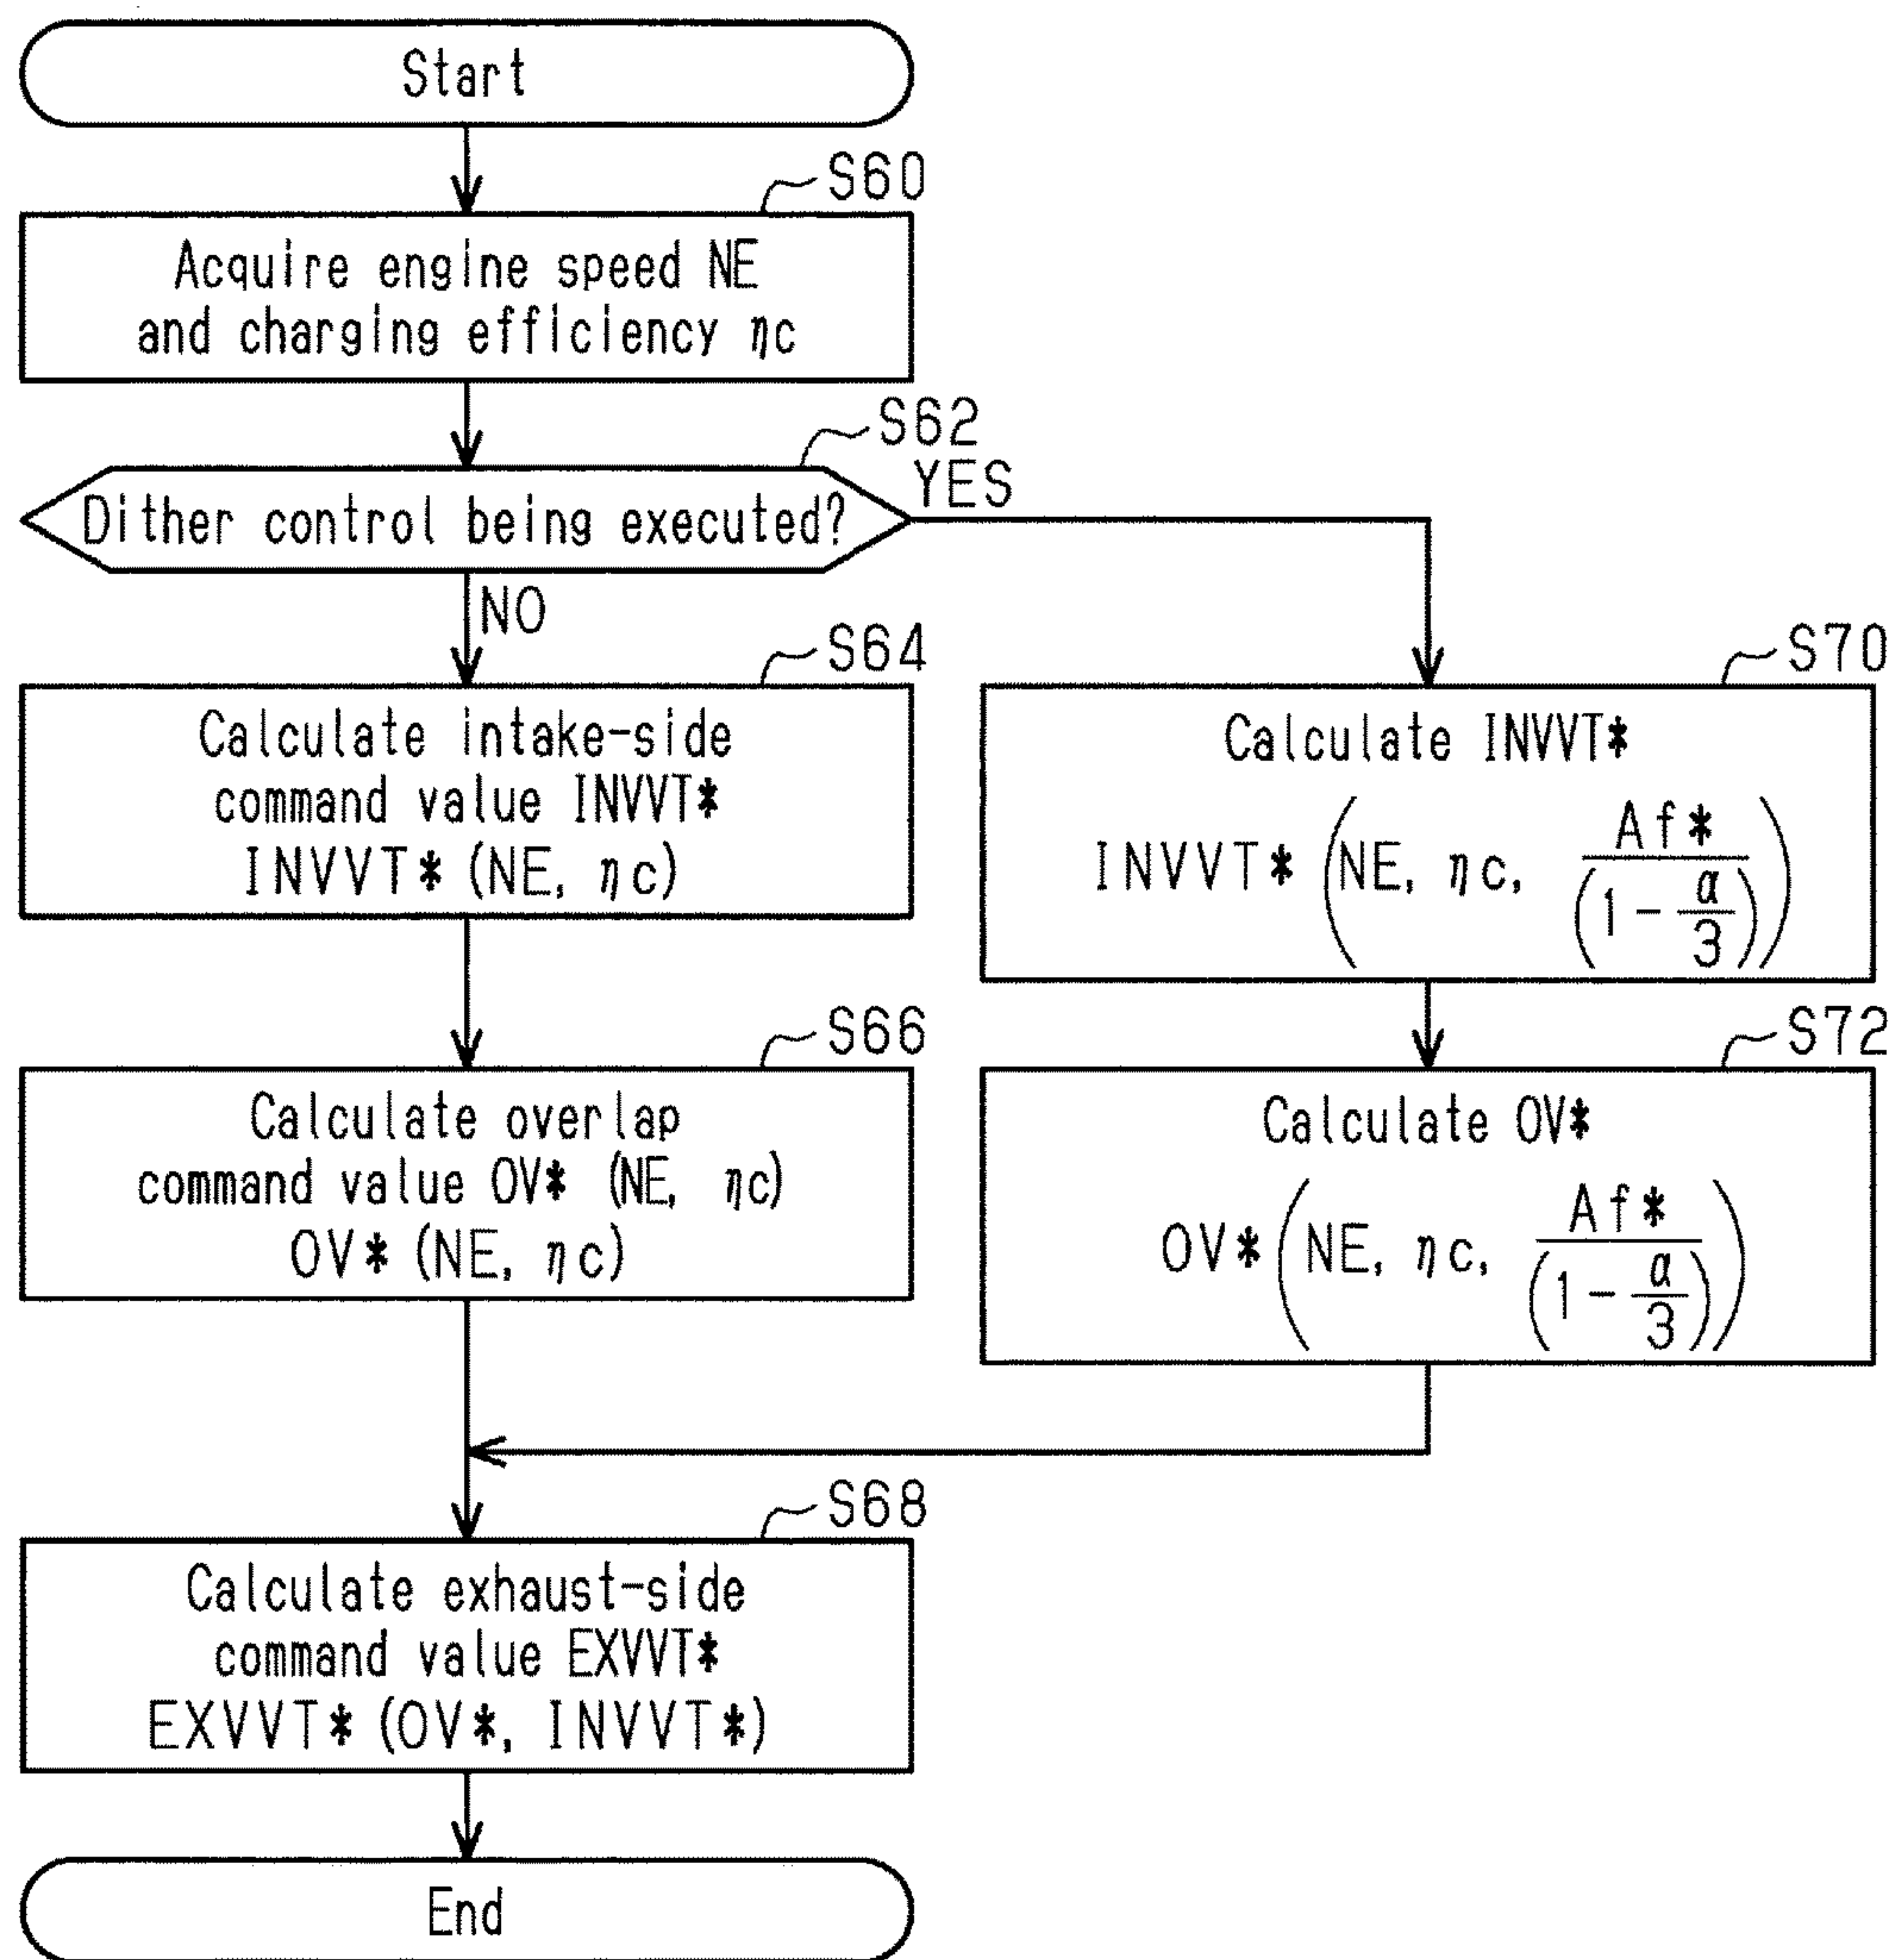 Start
S60
Acquire engine speed NE
and charging efficiency ηc
S62
Dither control being executed?
YES
NO
S64
Calculate intake-side
command value INVVT*
INVVT* (NE, ηc)
S66
Calculate overlap
command value OV* (NE, ηc)
OV* (NE, ηc)
S70
Calculate INVVT*
INVVT* (NE, ηc, Af* / (1 - α/3))
S72
Calculate OV*
OV* (NE, ηc, Af* / (1 - α/3))
S68
Calculate exhaust-side
command value EXVVT*
EXVVT* (OV*, INVVT*)
End